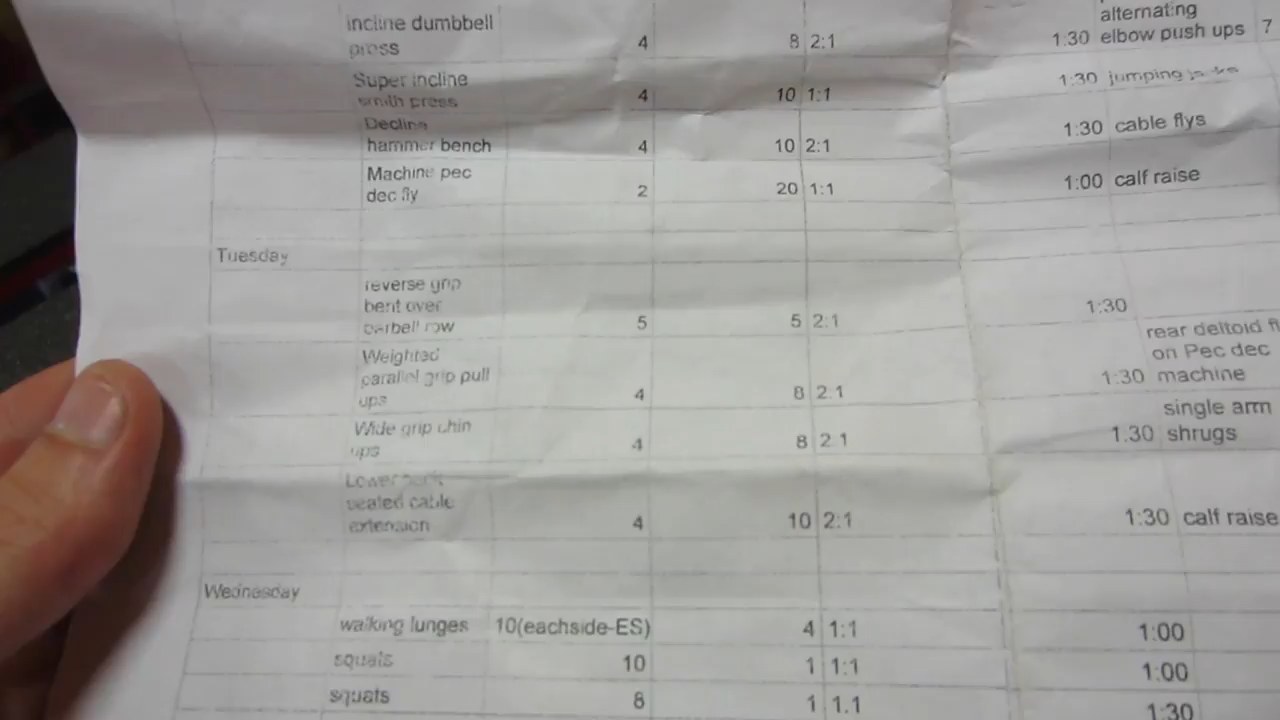 incline dumbbell
press 4 8 2:1 1:30 alternating
elbow push ups 7
Super incline
smith press 4 10 1:1 1:30 jumping jacks
Decline
hammer bench 4 10 2:1 1:30 cable flys
Machine pec
dec fly 2 20 1:1 1:00 calf raise
Tuesday
reverse grip
bent over
barbell row 5 5 2:1 1:30
Weighted
parallel grip pull
ups 4 8 2:1 1:30 rear deltoid fl
on Pec dec
machine
Wide grip chin
ups 4 8 2:1 1:30 single arm
shrugs
Lower back
seated cable
extension 4 10 2:1 1:30 calf raise
Wednesday
walking lunges 10(eachside-ES) 4 1:1 1:00
squats 10 1 1:1 1:00
squats 8 1 1:1 1:30